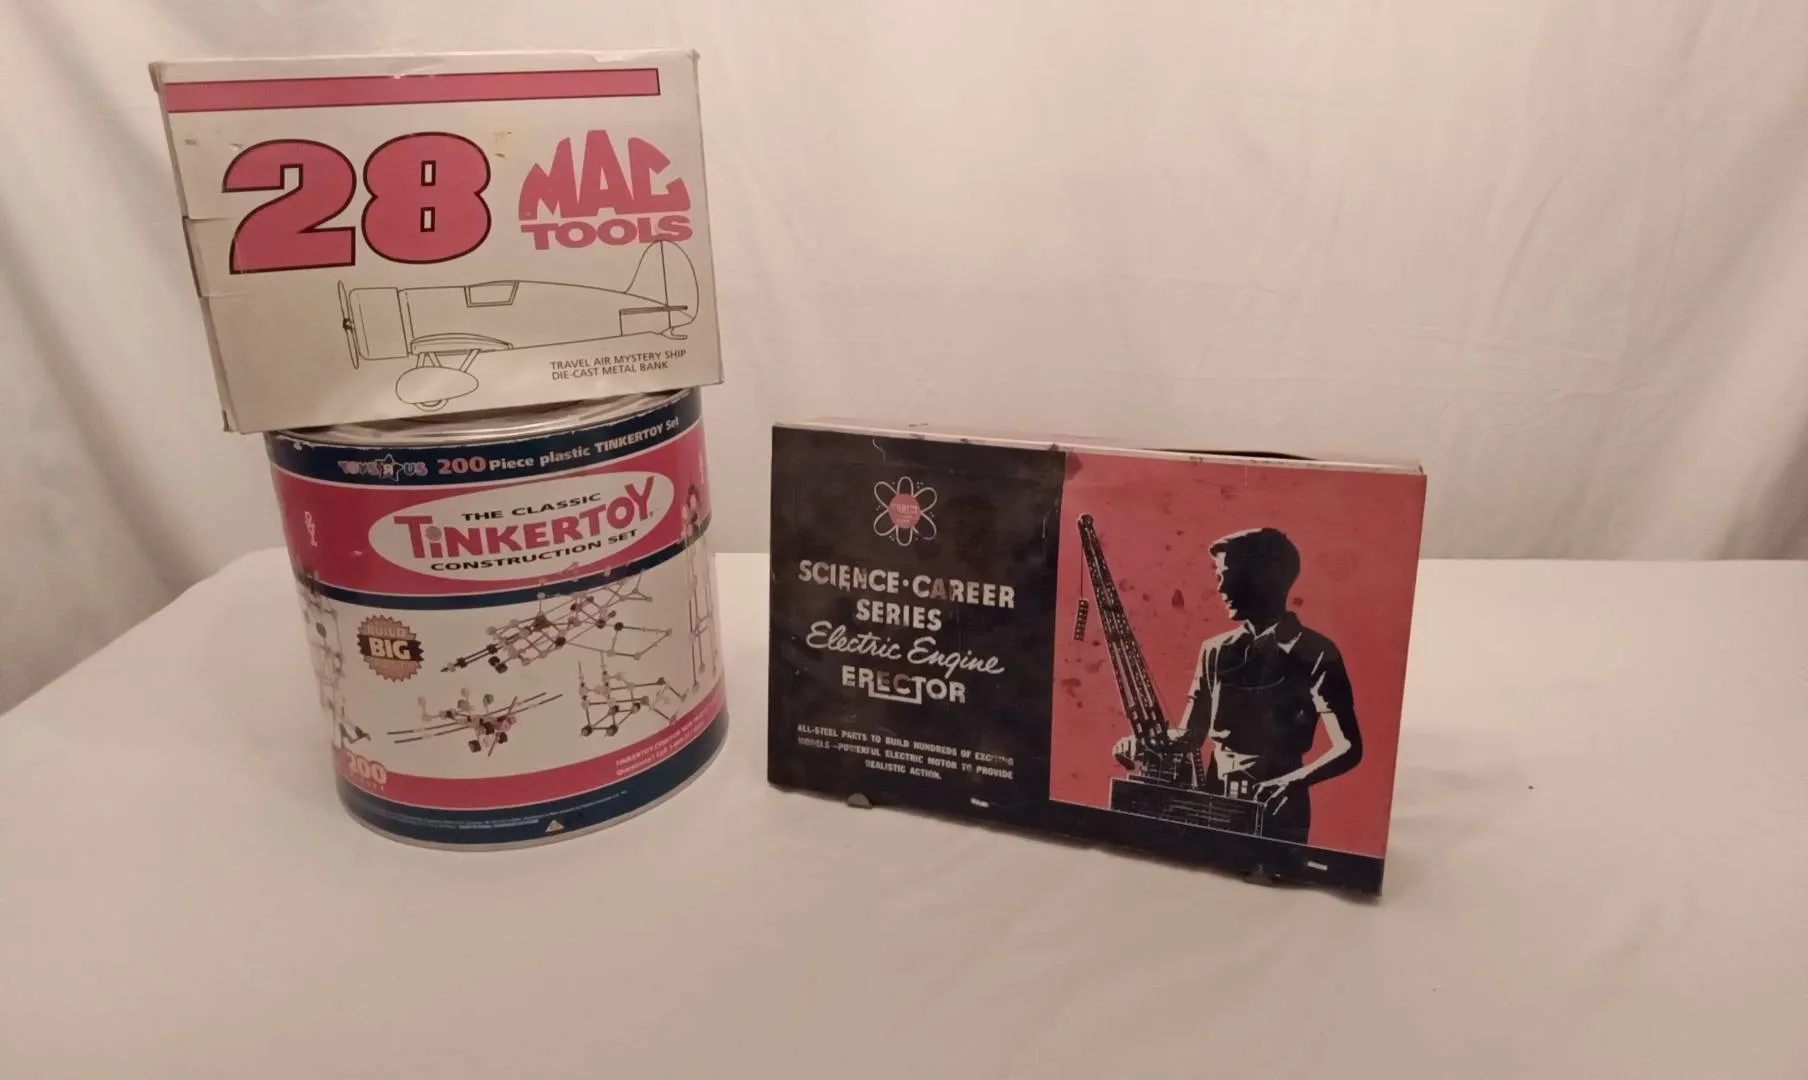 28
MAC
TOOLS
TRAVEL AIR MYSTERY SHIP
DIE-CAST METAL BANK
TOYS R US 200 Piece plastic TINKERTOY Set
THE CLASSIC
TINKERTOY
CONSTRUCTION SET
BUILD
BIG
200
SCIENCE·CAREER
SERIES
Electric Engine
ERECTOR
ALL-STEEL PARTS TO BUILD HUNDREDS OF EXCITING
MODELS—POWERFUL ELECTRIC MOTOR TO PROVIDE
REALISTIC ACTION.